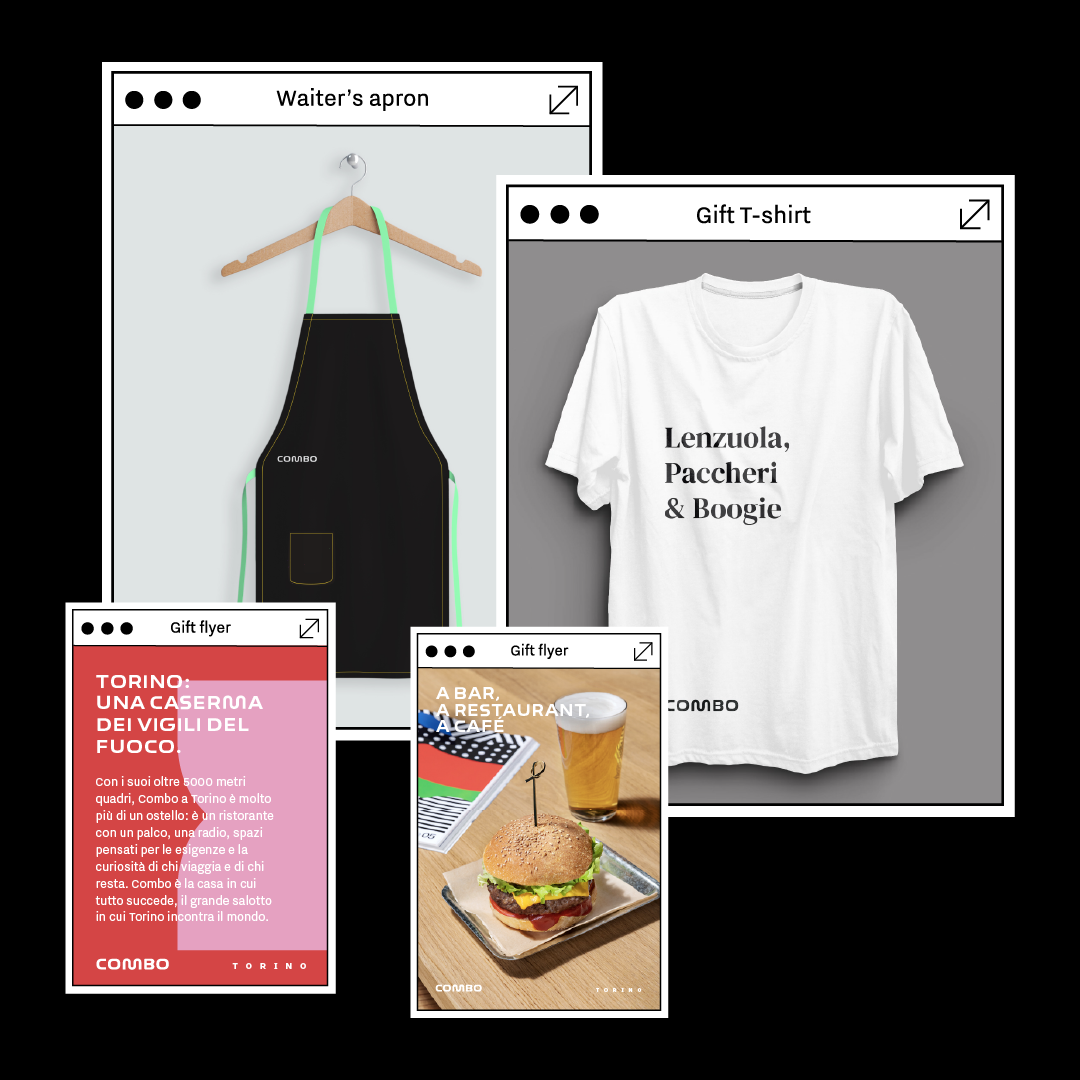 Waiter’s apron
COMBO
Gift T-shirt
Lenzuola,
Paccheri
& Boogie
COMBO
Gift flyer
TORINO:
UNA CASERMA
DEI VIGILI DEL
FUOCO.
Con i suoi oltre 5000 metri
quadri, Combo a Torino è molto
più di un ostello: è un ristorante
con un palco, una radio, spazi
pensati per le esigenze e la
curiosità di chi viaggia e di chi
resta. Combo è la casa in cui
tutto succede, il grande salotto
in cui Torino incontra il mondo.
COMBO
TORINO
Gift flyer
A BAR,
A RESTAURANT,
A CAFÉ
05
COMBO
TORINO